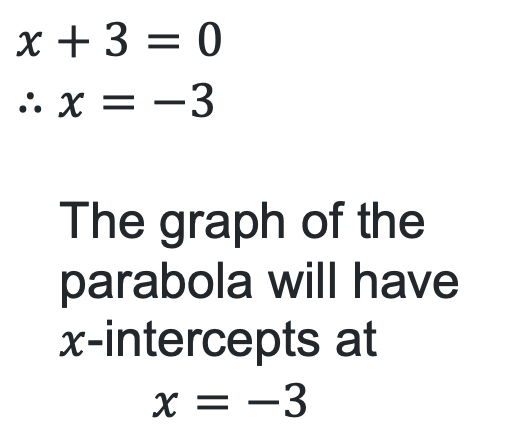 x + 3 = 0
∴ x = −3
The graph of the
parabola will have
x-intercepts at
x = −3